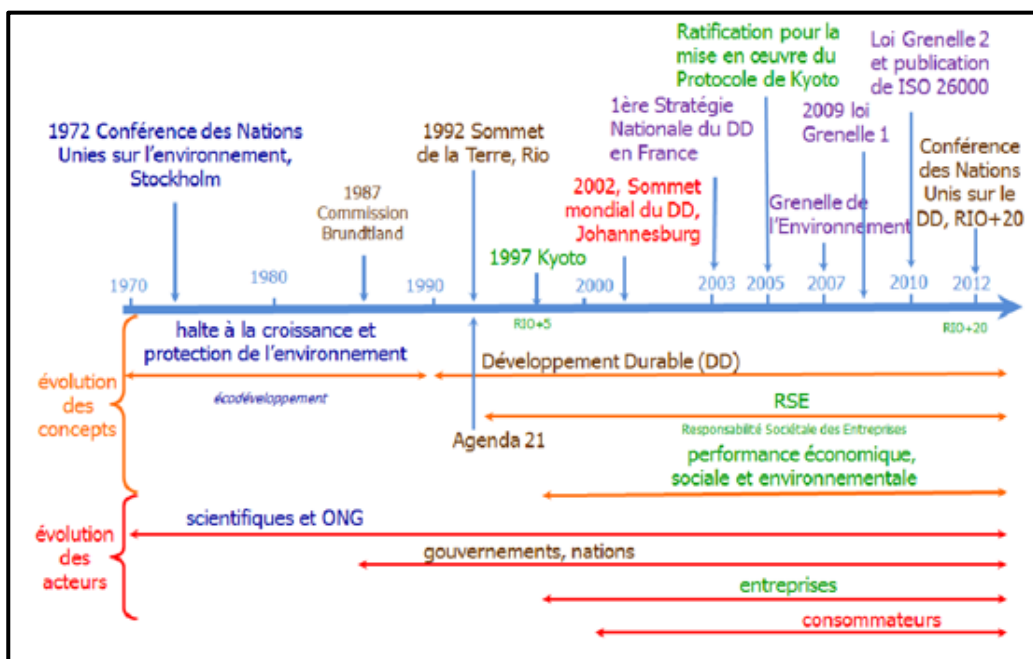 Ratification pour la
mise en œuvre du
Protocole de Kyoto
Loi Grenelle 2
et publication
de ISO 26000
1972 Conférence des Nations
Unies sur l'environnement,
Stockholm
1987
Commission
Brundtland
1992 Sommet
de la Terre, Rio
1997 Kyoto
2002, Sommet
mondial du DD,
Johannesburg
1ère Stratégie
Nationale du DD
en France
2009 loi
Grenelle 1
Grenelle de
l'Environnement
Conférence
des Nations
Unis sur le
DD, RIO+20
1970
1980
1990
2000
2003
2005
2007
2010
2012
RIO+5
RIO+20
évolution
des
concepts
halte à la croissance et
protection de l'environnement
écodéveloppement
Développement Durable (DD)
Agenda 21
RSE
Responsabilité Sociétale des Entreprises
performance économique,
sociale et environnementale
évolution
des
acteurs
scientifiques et ONG
gouvernements, nations
entreprises
consommateurs